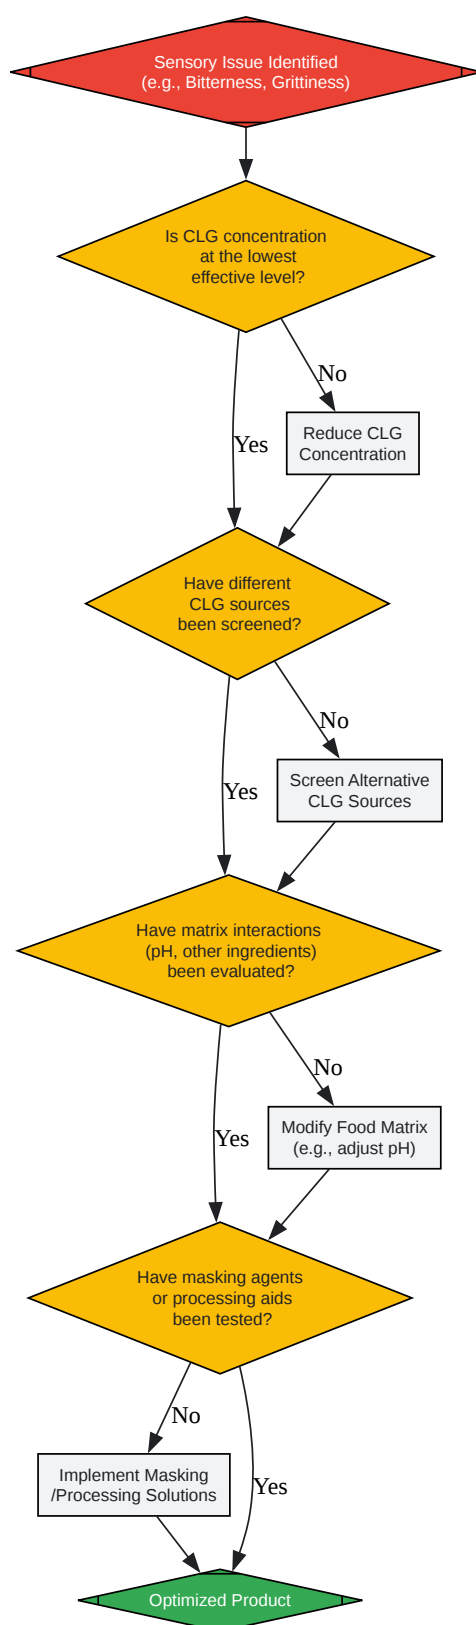 Sensory Issue Identified
(e.g., Bitterness, Grittiness)
Is CLG concentration
at the lowest
effective level?
No
Yes
Reduce CLG
Concentration
Have different
CLG sources
been screened?
No
Yes
Screen Alternative
CLG Sources
Have matrix interactions
(pH, other ingredients)
been evaluated?
No
Yes
Modify Food Matrix
(e.g., adjust pH)
Have masking agents
or processing aids
been tested?
No
Yes
Implement Masking
/Processing Solutions
Optimized Product